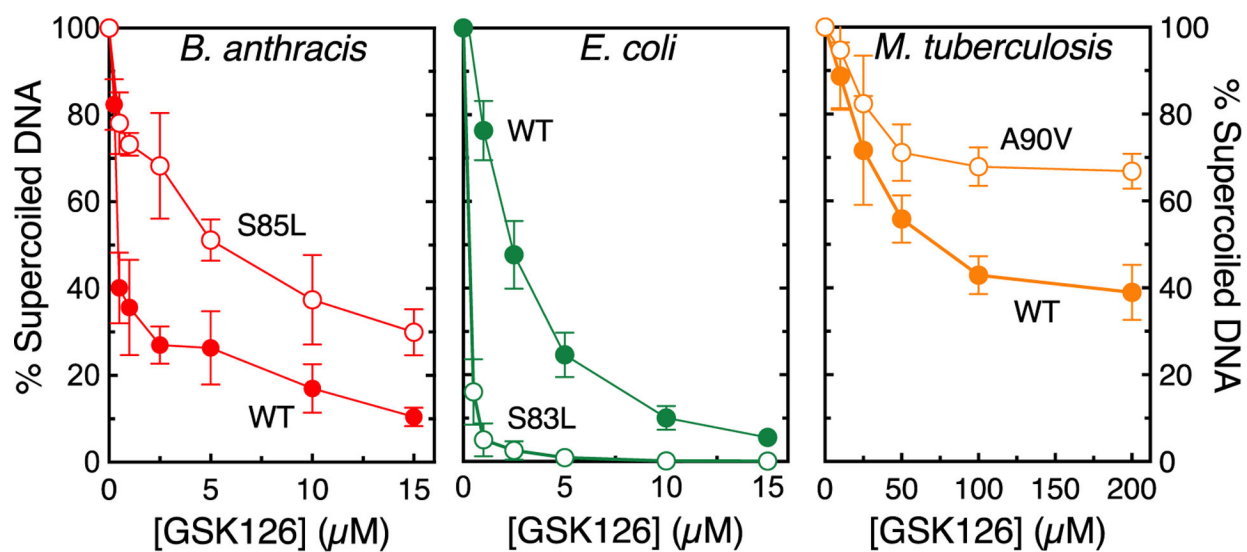 B. anthracis
E. coli
M. tuberculosis
% Supercoiled DNA
100
80
60
40
20
0
S85L
WT
0 5 10 15
[GSK126] (µM)
WT
S83L
0 5 10 15
[GSK126] (µM)
A90V
WT
0 50 100 150 200
[GSK126] (µM)
100
80
60
40
20
0
% Supercoiled DNA